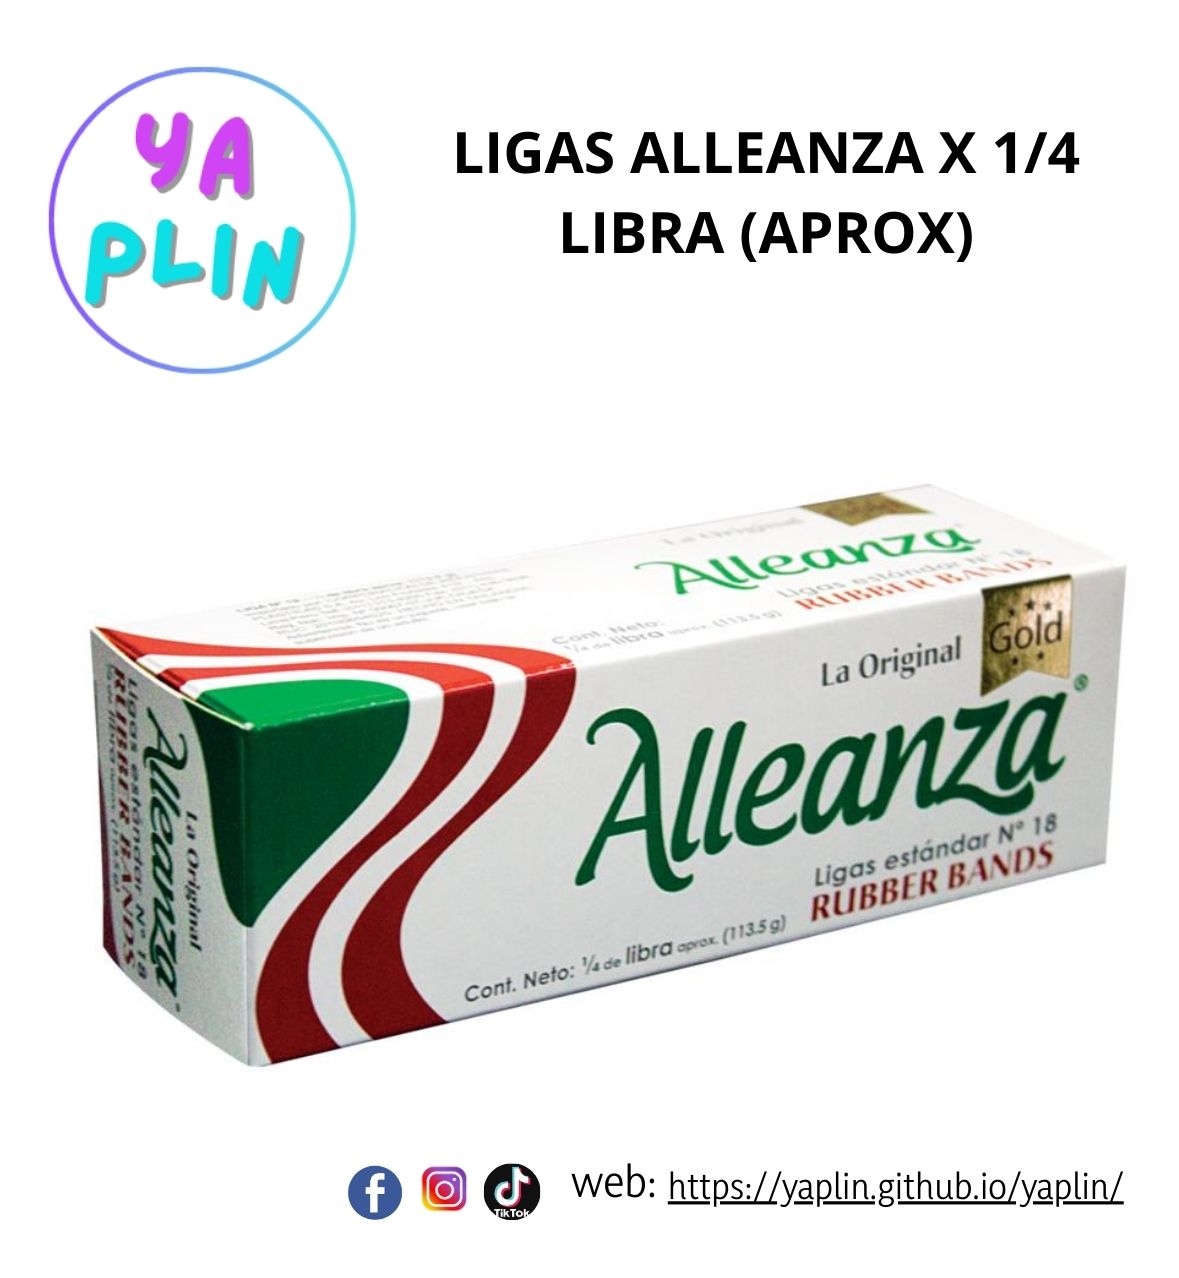 YA
PLIN
LIGAS ALLEANZA X 1/4
LIBRA (APROX)
La Original
Gold
Alleanza
Ligas estándar N° 18
RUBBER BANDS
Cont. Neto:
¼ de libra aprox. (113.5 g)
La Original
Gold
Alleanza®
Ligas estándar N° 18
RUBBER BANDS
Cont. Neto: ¼ de libra aprox. (113.5 g)
La Original
Alleanza®
Ligas estándar N° 18
RUBBER BANDS
TikTok
web: https://yaplin.github.io/yaplin/